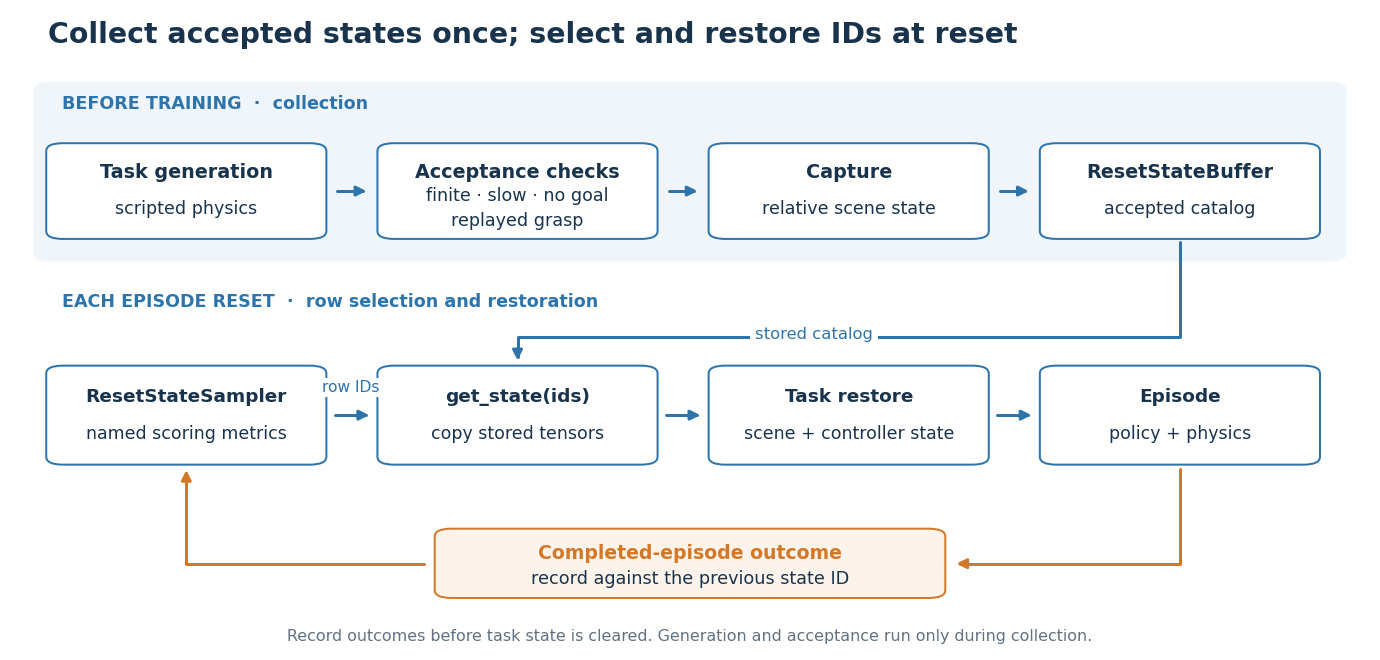 Collect accepted states once; select and restore IDs at reset
BEFORE TRAINING · collection
Task generation
scripted physics
Acceptance checks
finite · slow · no goal
replayed grasp
Capture
relative scene state
ResetStateBuffer
accepted catalog
EACH EPISODE RESET · row selection and restoration
stored catalog
ResetStateSampler
named scoring metrics
row IDs
get_state(ids)
copy stored tensors
Task restore
scene + controller state
Episode
policy + physics
Completed-episode outcome
record against the previous state ID
Record outcomes before task state is cleared. Generation and acceptance run only during collection.